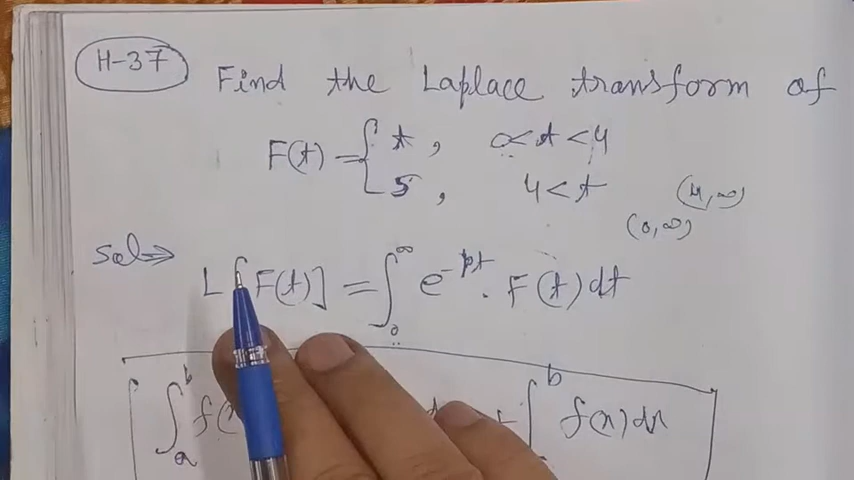 H-37
Find the Laplace transform of
F(t) = { t, 0<t<4
5, 4<t
(4,∞)
(0,∞)
Sol⇒
L[F(t)] = ∫₀^∞ e^{-pt} . F(t) dt
∫ₐ^b f(x ∫^b f(x) dx